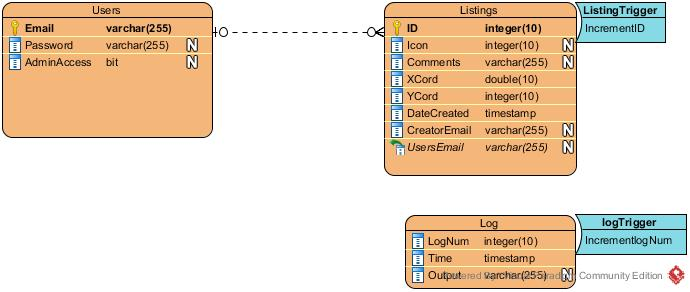 Users
Email varchar(255)
Password varchar(255) N
AdminAccess bit N
Listings
ID integer(10)
Icon integer(10) N
Comments varchar(255) N
XCord double(10)
YCord integer(10)
DateCreated timestamp
CreatorEmail varchar(255) N
UsersEmail varchar(255) N
ListingTrigger
IncrementID
Log
LogNum integer(10)
Time timestamp
Output varchar(255) N
logTrigger
IncrementlogNum
Community Edition